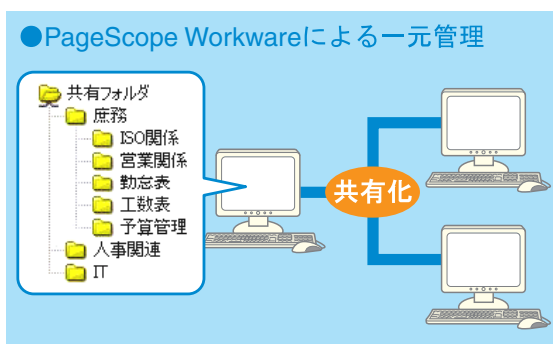 ●PageScope Workwareによる一元管理
共有フォルダ
庶務
ISO関係
営業関係
勤怠表
工数表
予算管理
人事関連
IT
共有化